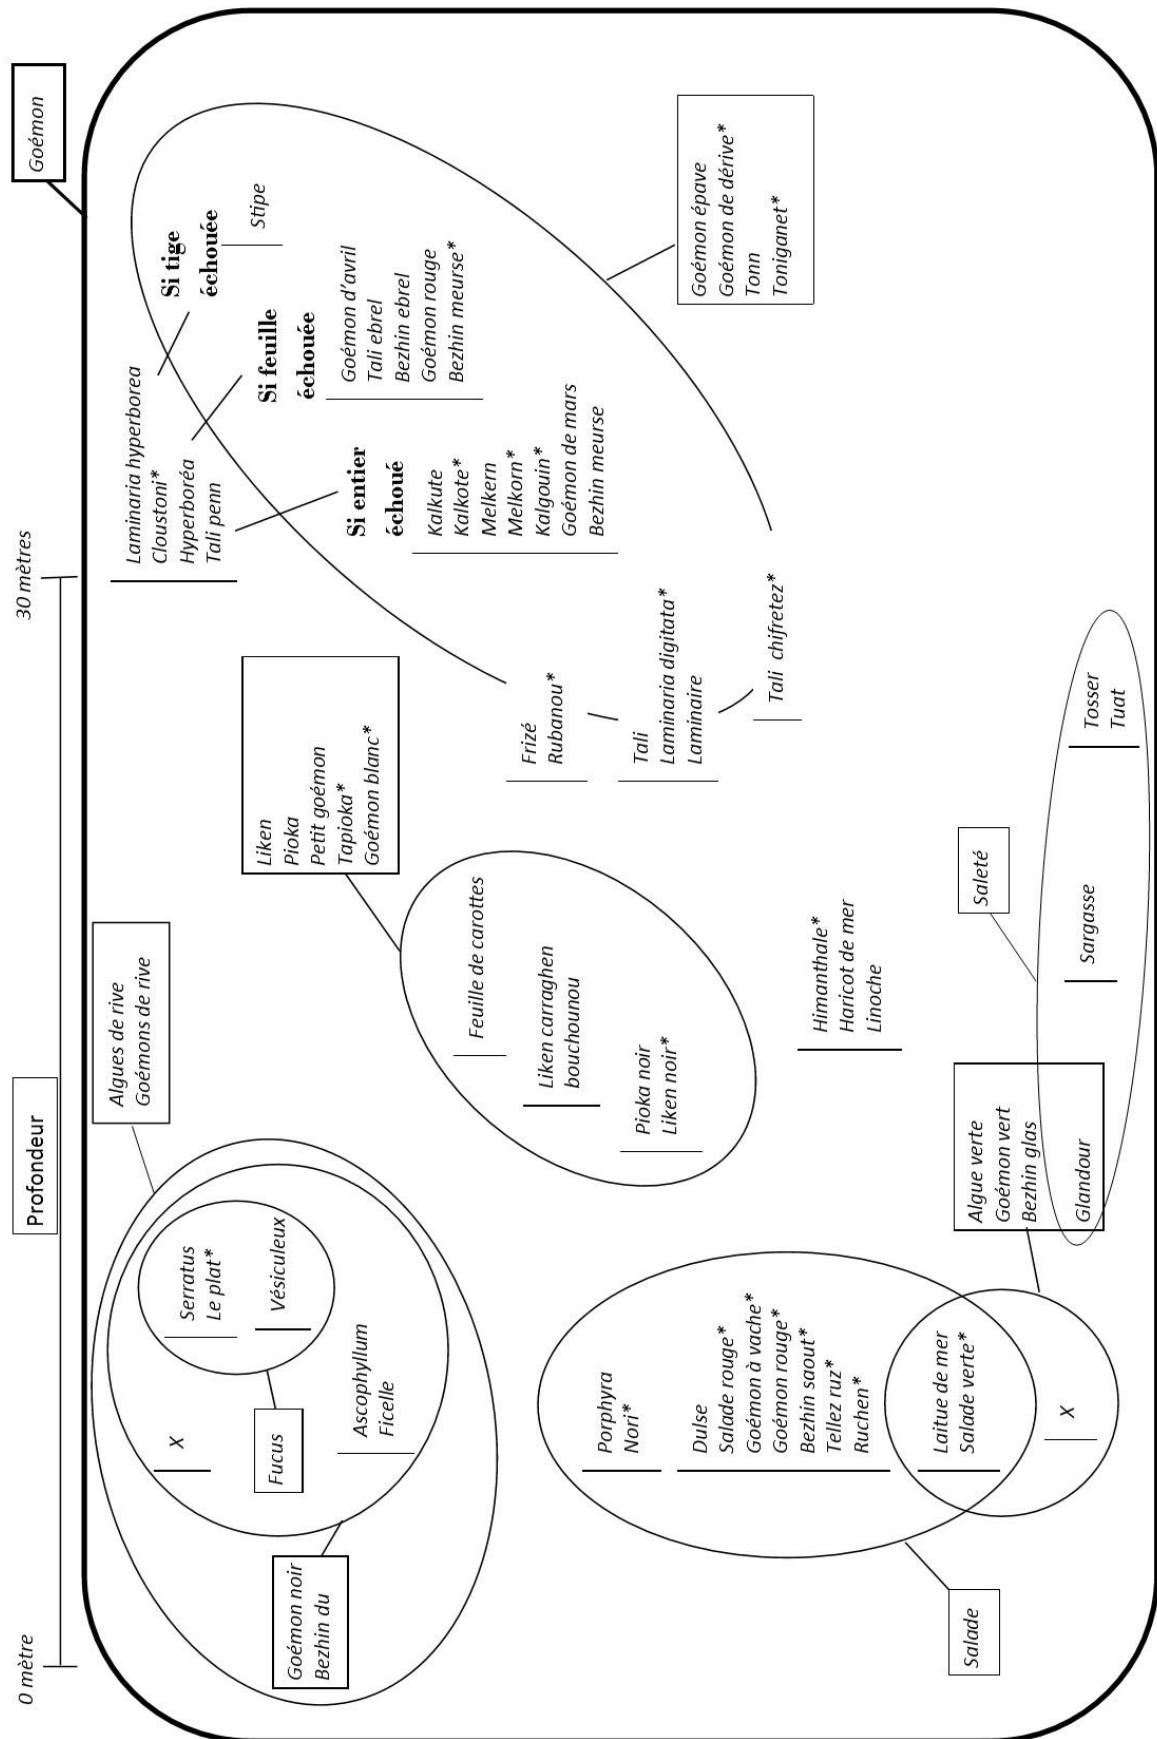 0 mètre
Profondeur
30 mètres
Goémon
Algues de rive
Goémons de rive
Goémon noir
Bezhin du
X
Fucus
Serratus
Le plat*
Vésiculeux
Ascophyllum
Ficelle
Liken
Pioka
Petit goémon
Tapioka*
Goémon blanc*
Feuille de carottes
Liken carraghen
bouchounou
Pioka noir
Liken noir*
Laminaria hyperborea
Cloustoni*
Hyperboréa
Tali penn
Si tige
échouée
Stipe
Si feuille
échouée
Goémon d'avril
Tali ebrel
Bezhin ebrel
Goémon rouge
Bezhin meurse*
Si entier
échoué
Kalkute
Kalkote*
Melkern
Melkorn*
Kalgouin*
Goémon de mars
Bezhin meurse
Frizé
Rubanou*
Tali
Laminaria digitata*
Laminaire
Tali chifretez*
Goémon épave
Goémon de dérive*
Tonn
Toniganet*
Porphyra
Nori*
Dulse
Salade rouge*
Goémon à vache*
Goémon rouge*
Bezhin saout*
Tellez ruz*
Ruchen*
Laitue de mer
Salade verte*
X
Salade
Himanthale*
Haricot de mer
Linoche
Algue verte
Goémon vert
Bezhin glas
Glandour
Saleté
Sargasse
Tosser
Tuat